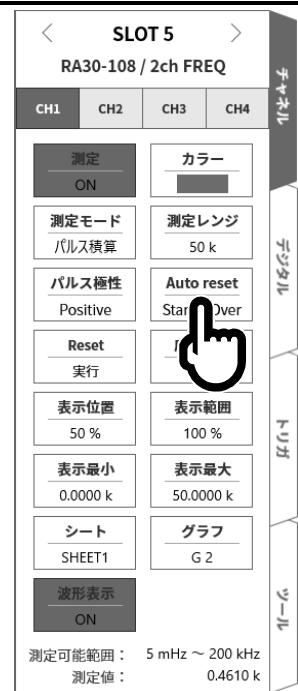 SLOT 5
RA30-108 / 2ch FREQ
CH1 CH2 CH3 CH4
測定 カラー
ON
測定モード 測定レンジ
パルス積算 50 k
パルス極性 Auto reset
Positive Over
Reset
実行
表示位置 表示範囲
50 % 100 %
表示最小 表示最大
0.0000 k 50.0000 k
シート グラフ
SHEET1 G 2
波形表示
ON
測定可能範囲： 5 mHz ～ 200 kHz
測定値： 0.4610 k
チャネル
デジタル
トリガ
ツール